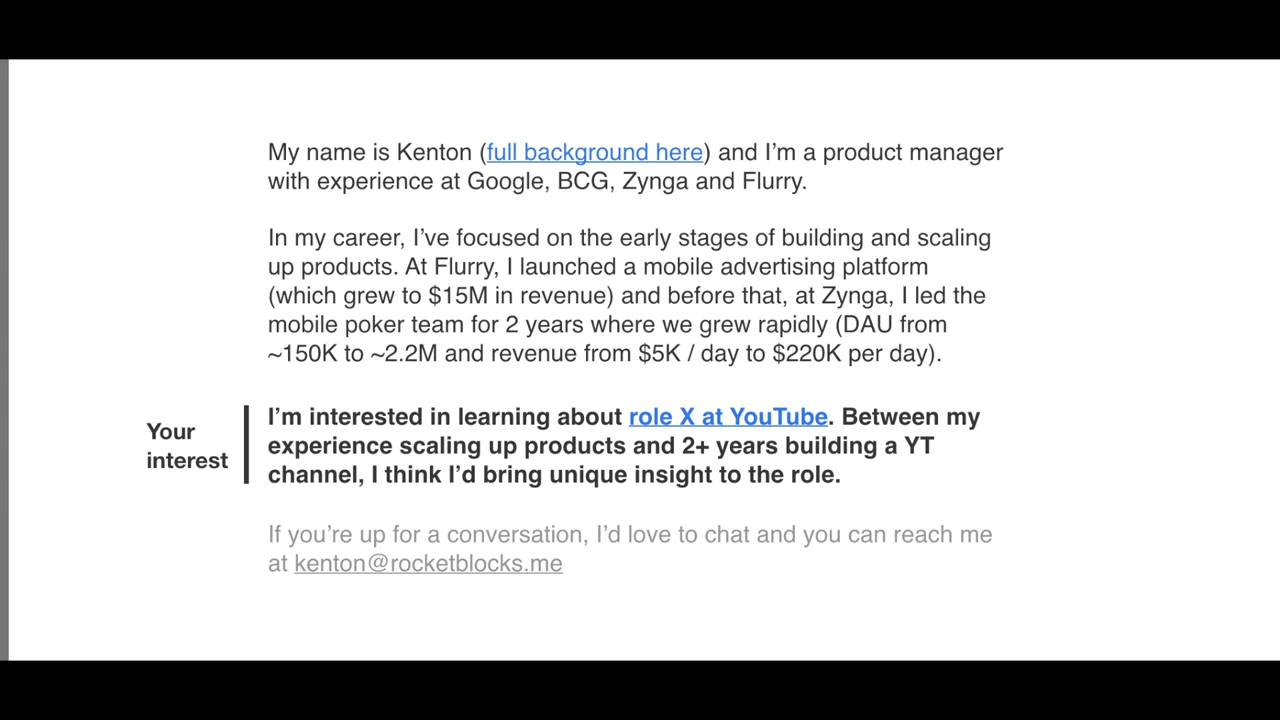 My name is Kenton (full background here) and I’m a product manager
with experience at Google, BCG, Zynga and Flurry.
In my career, I’ve focused on the early stages of building and scaling
up products. At Flurry, I launched a mobile advertising platform
(which grew to $15M in revenue) and before that, at Zynga, I led the
mobile poker team for 2 years where we grew rapidly (DAU from
~150K to ~2.2M and revenue from $5K / day to $220K per day).
Your
interest
I’m interested in learning about role X at YouTube. Between my
experience scaling up products and 2+ years building a YT
channel, I think I’d bring unique insight to the role.
If you’re up for a conversation, I’d love to chat and you can reach me
at kenton@rocketblocks.me